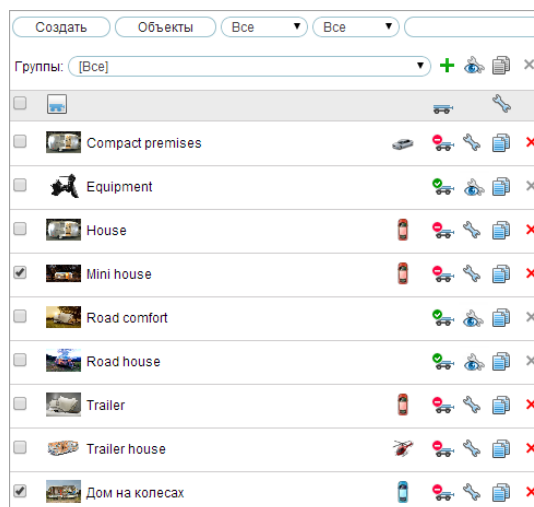 Создать Объекты Все Все
Группы: [Все]
Compact premises
Equipment
House
Mini house
Road comfort
Road house
Trailer
Trailer house
Дом на колесах